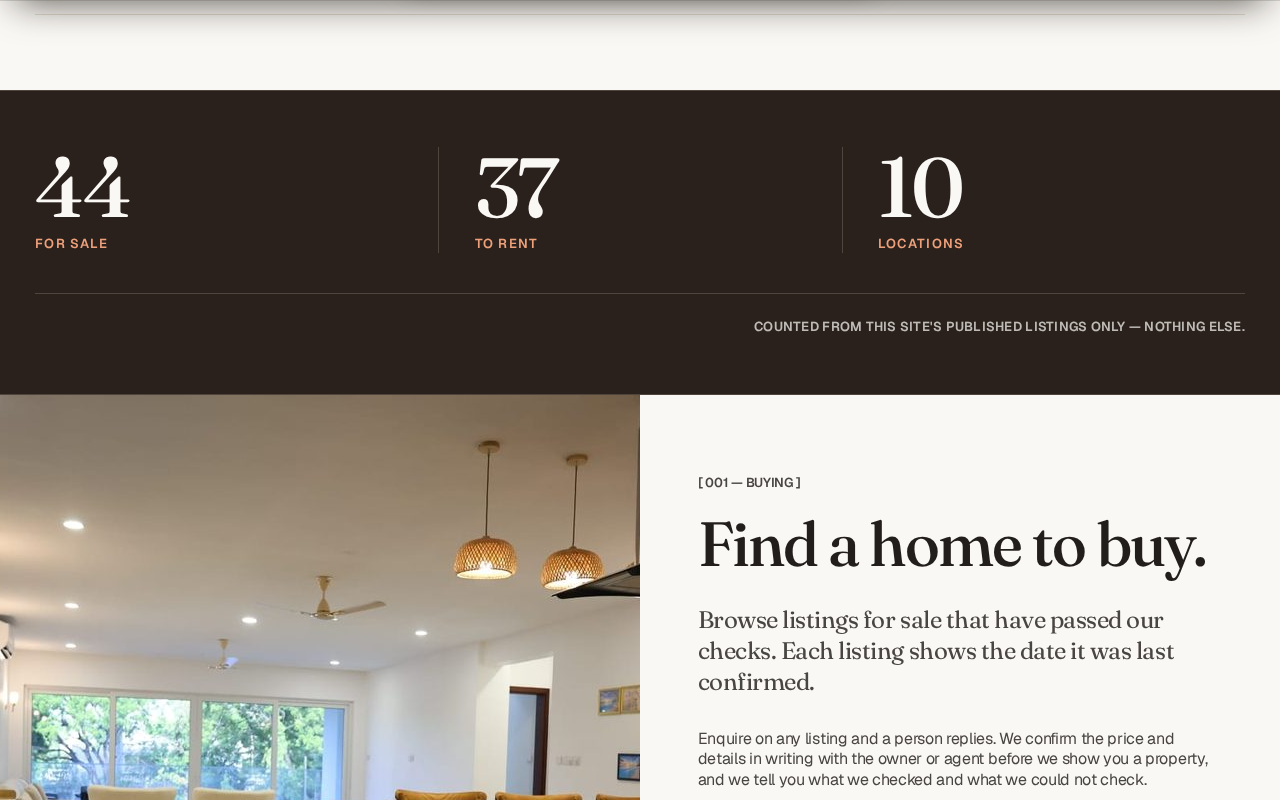 44
FOR SALE
37
TO RENT
10
LOCATIONS
COUNTED FROM THIS SITE'S PUBLISHED LISTINGS ONLY — NOTHING ELSE.
[ 001 — BUYING ]
Find a home to buy.
Browse listings for sale that have passed our
checks. Each listing shows the date it was last
confirmed.
Enquire on any listing and a person replies. We confirm the price and
details in writing with the owner or agent before we show you a property,
and we tell you what we checked and what we could not check.